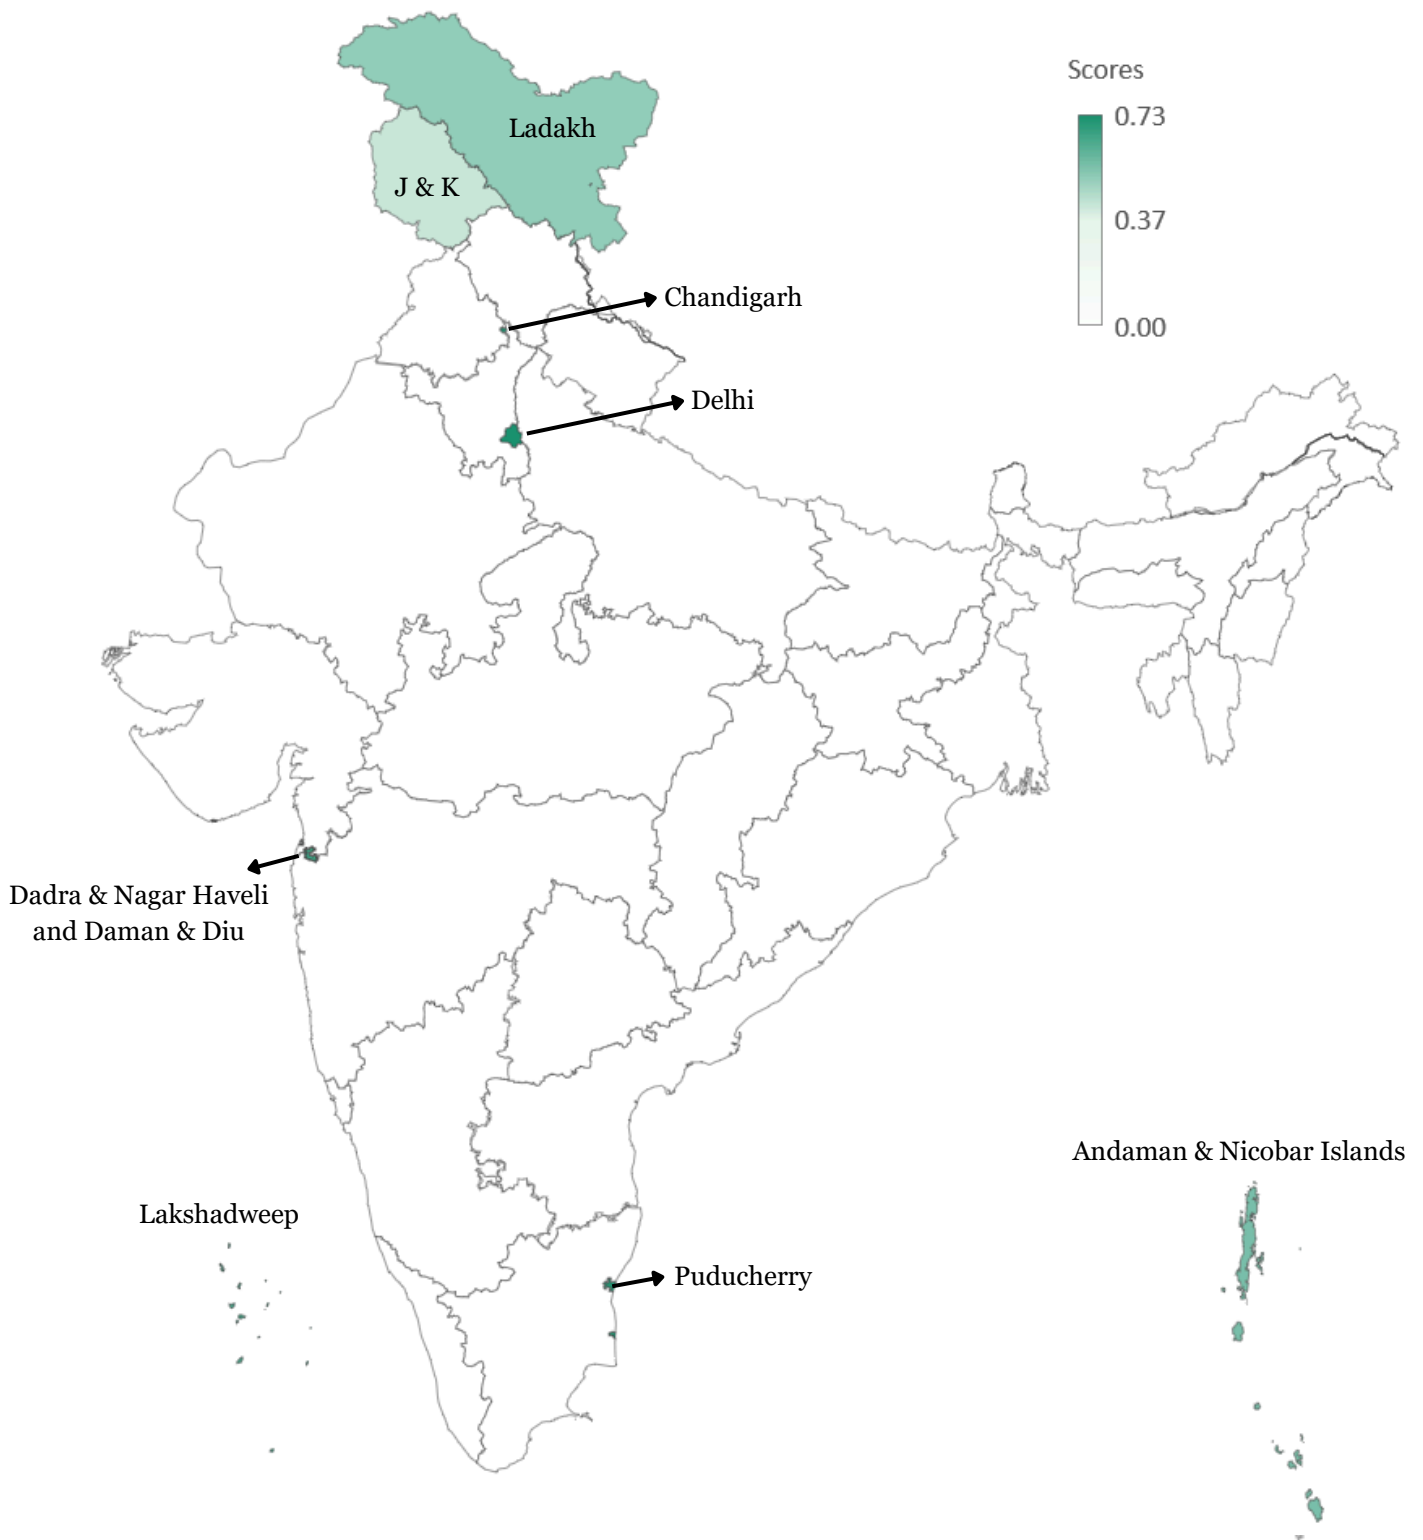 Scores
0.73
0.37
0.00
Ladakh
J & K
Chandigarh
Delhi
Dadra & Nagar Haveli
and Daman & Diu
Andaman & Nicobar Islands
Lakshadweep
Puducherry